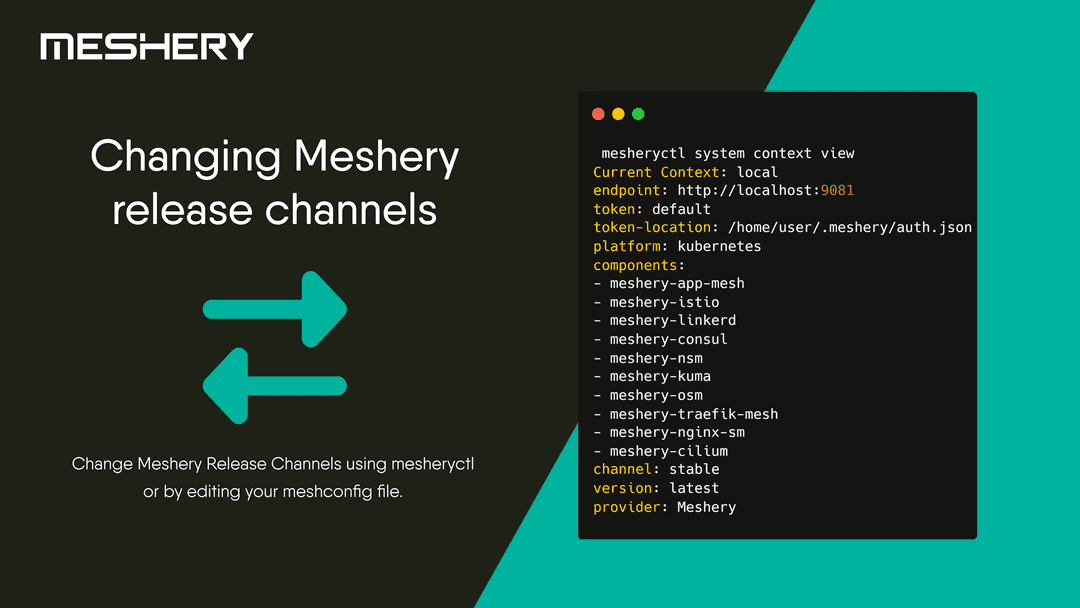 MESHERY
Changing Meshery
release channels
Change Meshery Release Channels using mesheryctl
or by editing your meshconfig file.
mesheryctl system context view
Current Context: local
endpoint: http://localhost:9081
token: default
token-location: /home/user/.meshery/auth.json
platform: kubernetes
components:
- meshery-app-mesh
- meshery-istio
- meshery-linkerd
- meshery-consul
- meshery-nsm
- meshery-kuma
- meshery-osm
- meshery-traefik-mesh
- meshery-nginx-sm
- meshery-cilium
channel: stable
version: latest
provider: Meshery